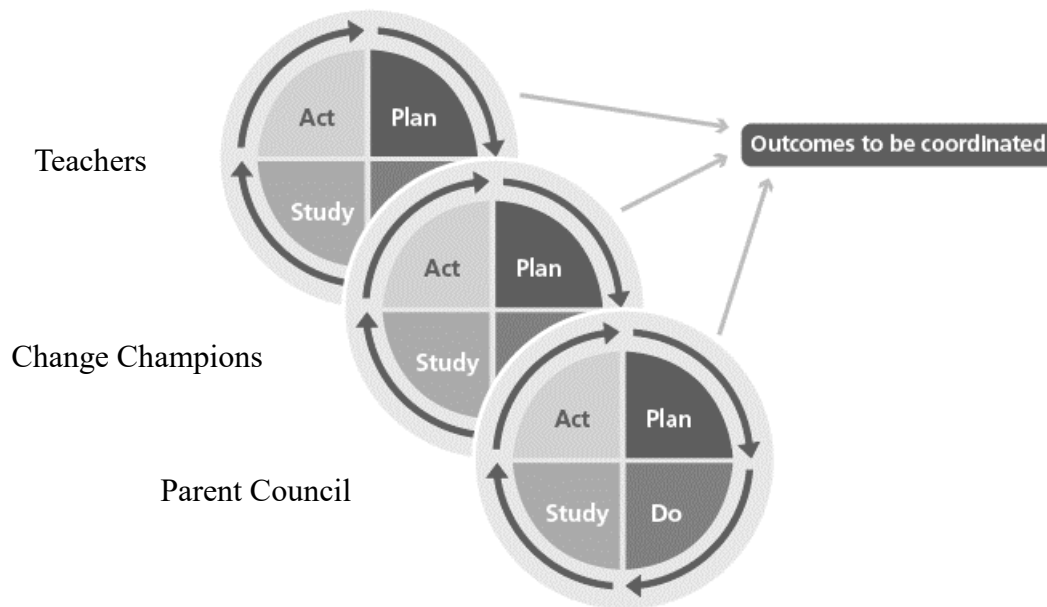 Act Plan
Outcomes to be coordinated
Teachers
Study
Act Plan
Change Champions
Study
Act Plan
Parent Council
Study Do